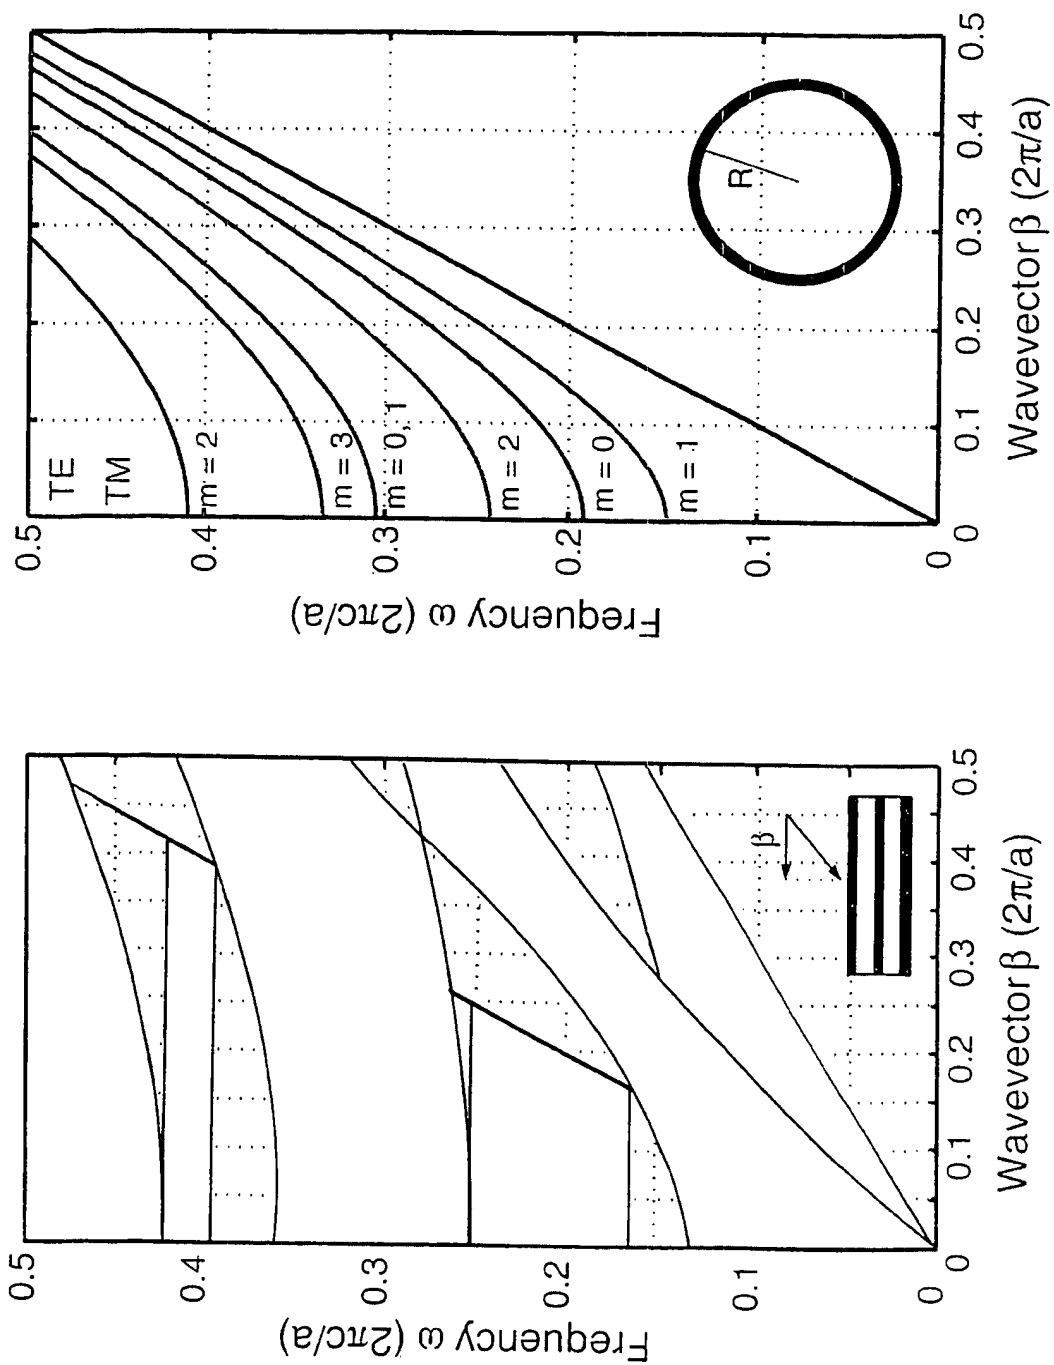 0.5
0.4
0.3
0.2
0.1
0
Frequency ω (2πc/a)
0
0.1
0.2
0.3
0.4
0.5
Wavevector β (2π/a)
β
0.5
0.4
0.3
0.2
0.1
0
Frequency ω (2πc/a)
TE
TM
m = 2
m = 3
m = 0, 1
m = 2
m = 0
m = 1
R
0
0.1
0.2
0.3
0.4
0.5
Wavevector β (2π/a)